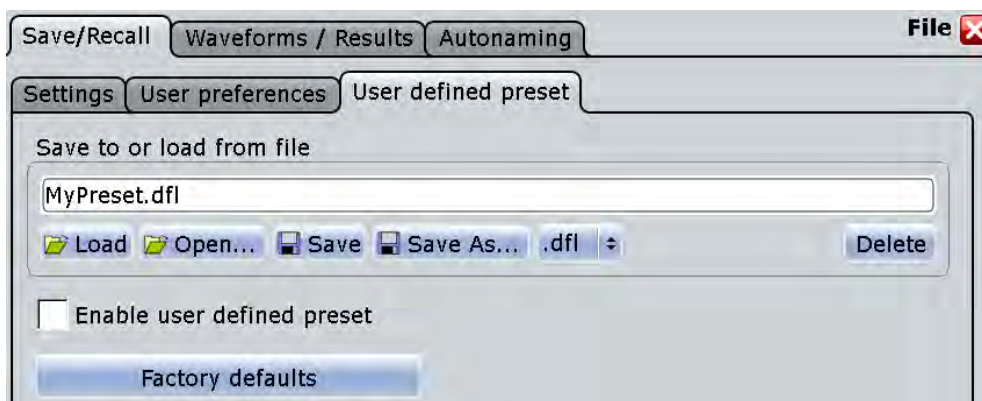 Save/Recall Waveforms / Results Autonaming File
Settings User preferences User defined preset
Save to or load from file
MyPreset.dfl
Load Open... Save Save As... .dfl Delete
Enable user defined preset
Factory defaults